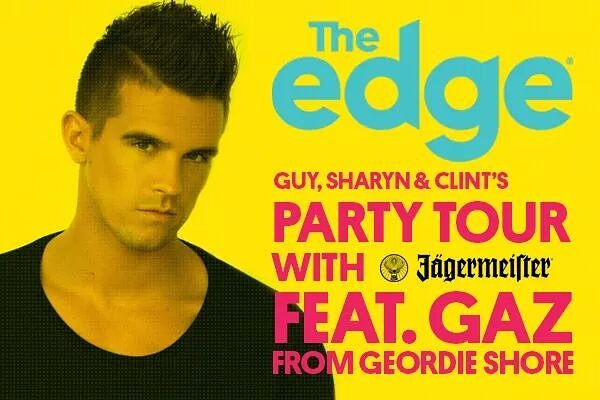 The
edge®
GUY, SHARYN & CLINT'S
PARTY TOUR
WITH Jägermeister
FEAT. GAZ
FROM GEORDIE SHORE